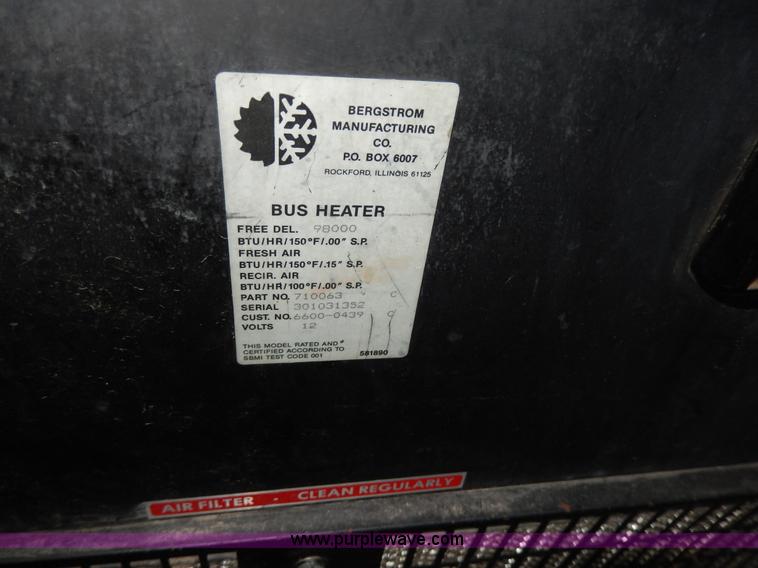 BERGSTROM
MANUFACTURING
CO.
P.O. BOX 6007
ROCKFORD, ILLINOIS 61125
BUS HEATER
FREE DEL. 98000
BTU/HR/150°F/.00" S.P.
FRESH AIR
BTU/HR/150°F/.15" S.P.
RECIR. AIR
BTU/HR/100°F/.00" S.P.
PART NO. 710063 C
SERIAL 301031352
CUST. NO. 6600-0439 C
VOLTS 12
THIS MODEL RATED AND
CERTIFIED ACCORDING TO
SBMI TEST CODE 001
581890
AIR FILTER - CLEAN REGULARLY
www.purplewave.com